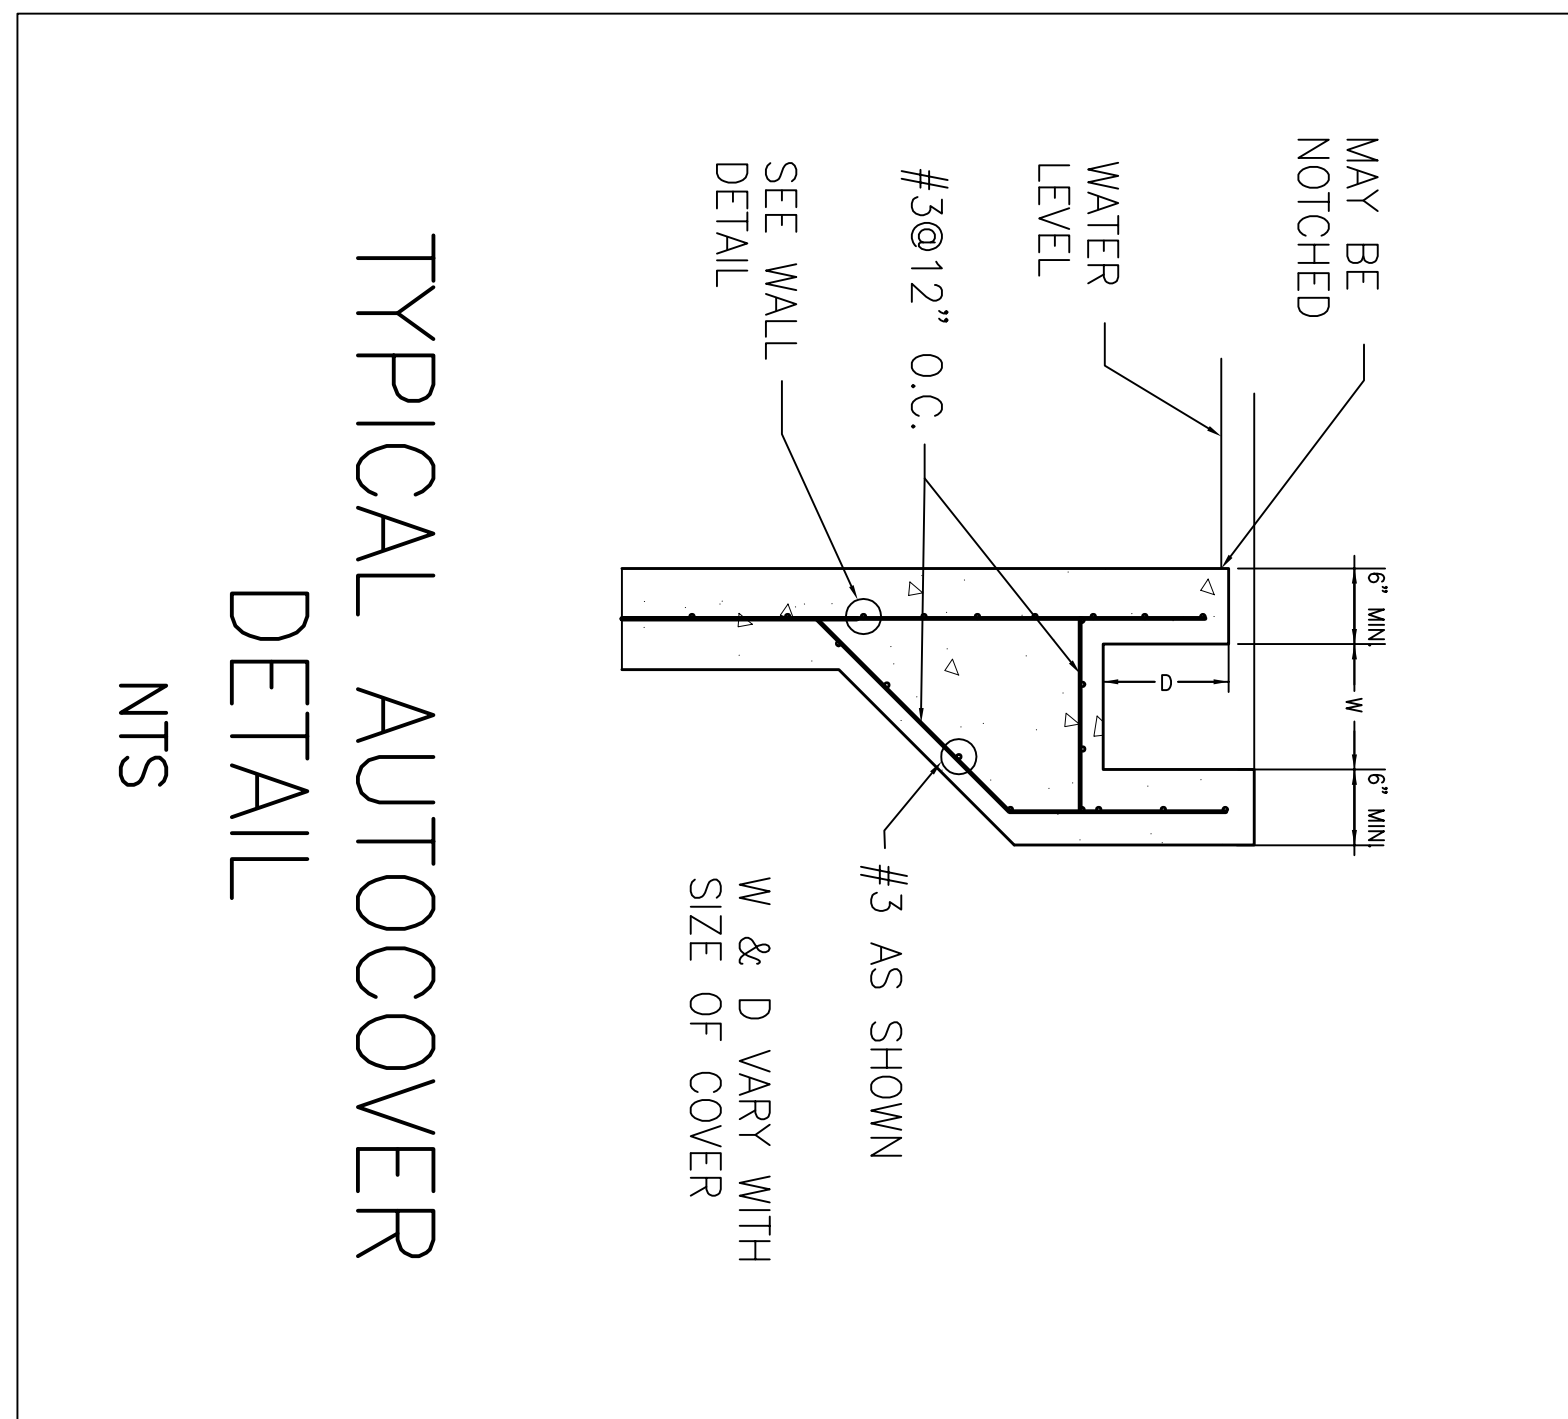 MAY BE
NOTCHED
6" MIN.
W
6" MIN.
WATER
LEVEL
D
#3@12" O.C.
SEE WALL
DETAIL
#3 AS SHOWN
W & D VARY WITH
SIZE OF COVER
TYPICAL AUTOCOVER
DETAIL
NTS